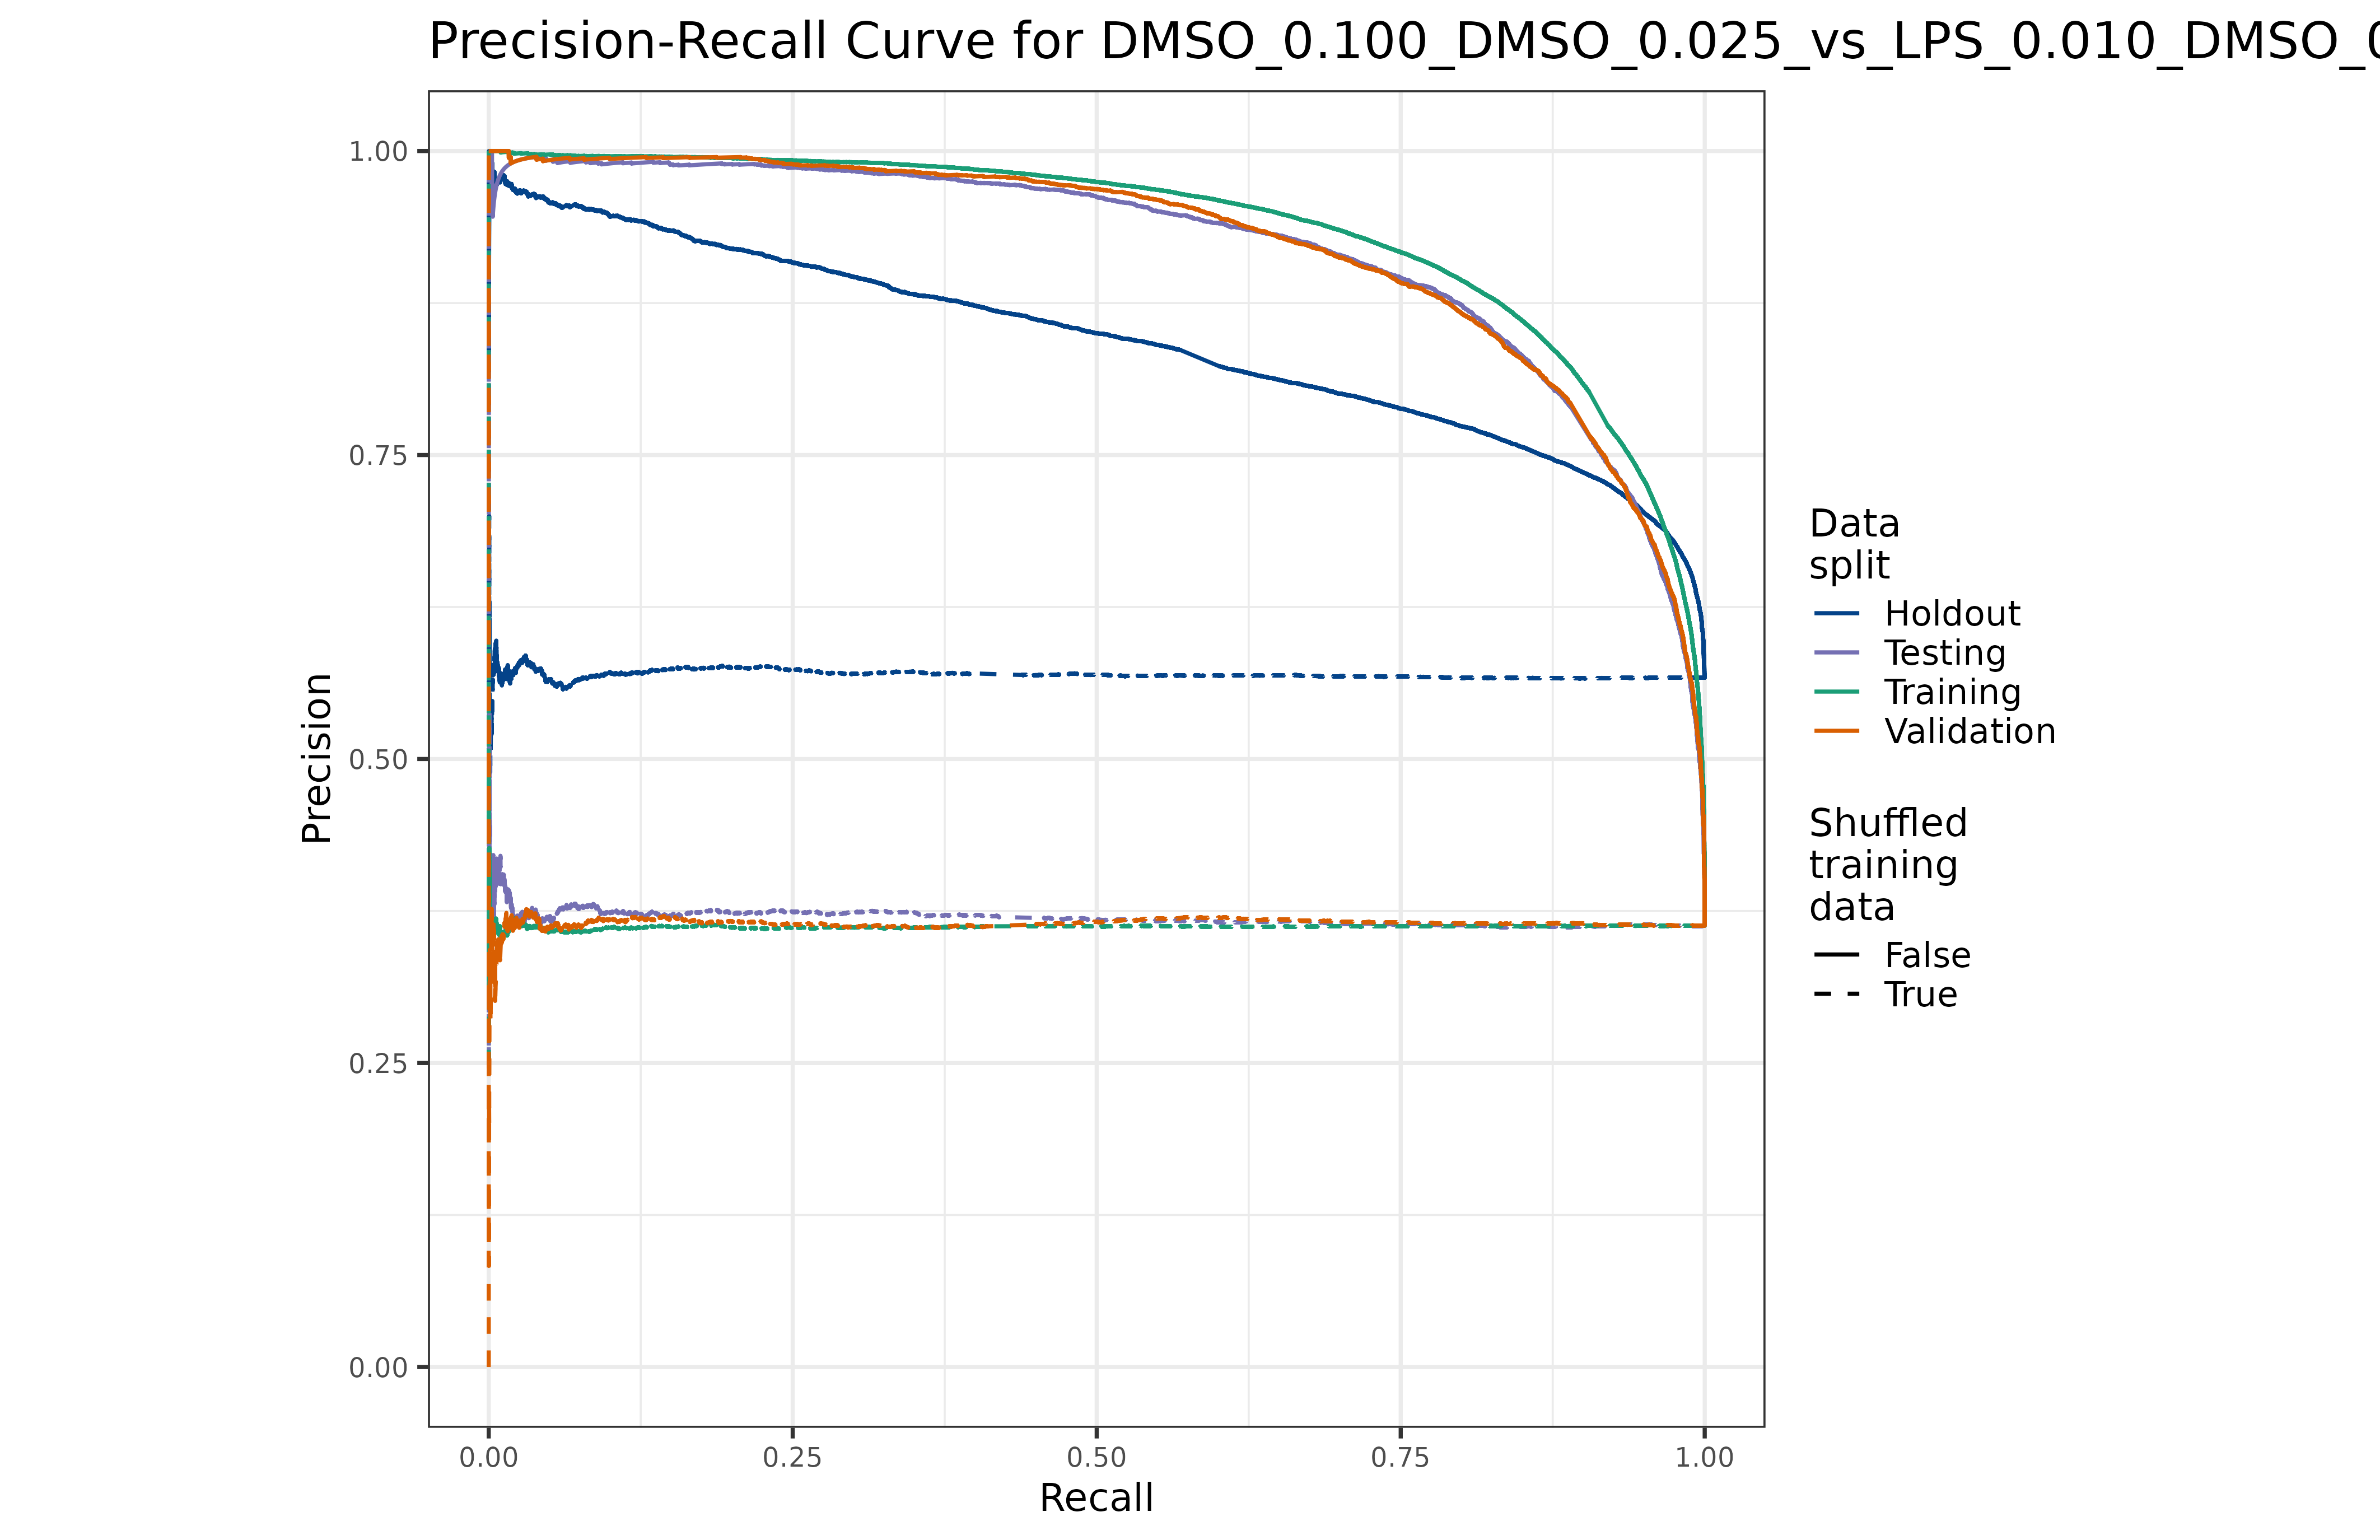 Precision-Recall Curve for DMSO_0.100_DMSO_0.025_vs_LPS_0.010_DMSO_0
1.00
0.75
0.50
0.25
0.00
Precision
0.00 0.25 0.50 0.75 1.00
Recall
Data
split
Holdout
Testing
Training
Validation
Shuffled
training
data
False
True